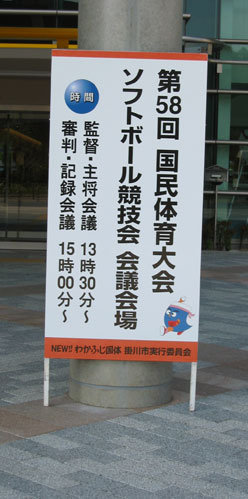 第58回 国民体育大会
ソフトボール競技会 会議会場
時間
監督・主将会議 13時30分～
審判・記録会議 15時00分～
NEW!! わかふじ国体 掛川市実行委員会